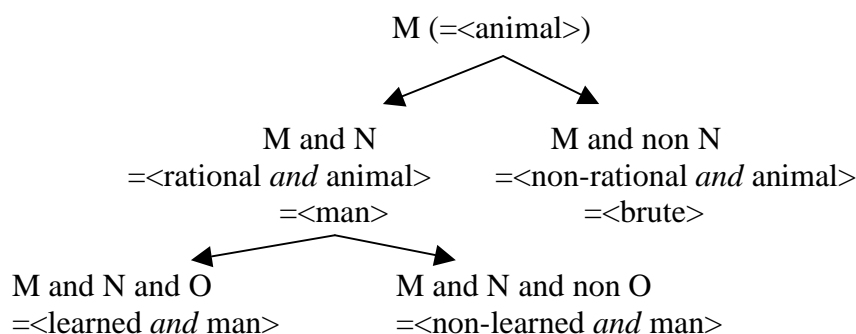 M (=<animal>)
M and N M and non N
=<rational and animal> =<non-rational and animal>
=<man> =<brute>
M and N and O M and N and non O
=<learned and man> =<non-learned and man>